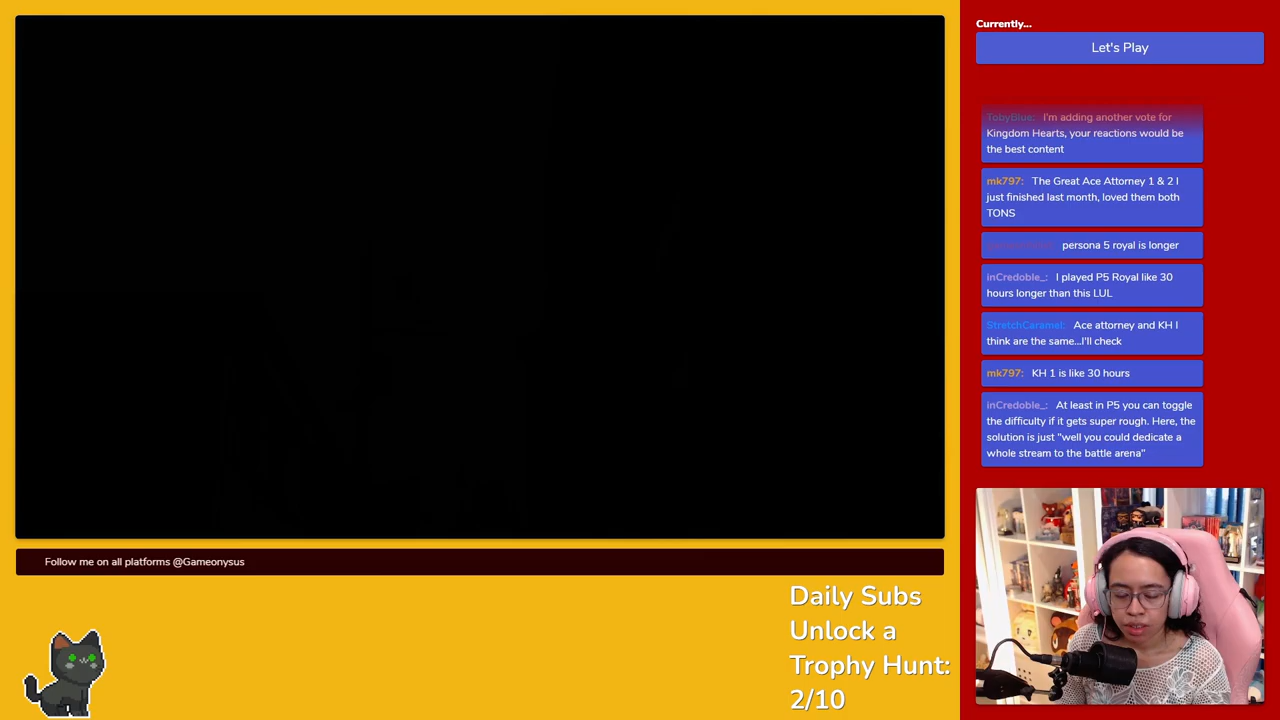 Currently...
Let's Play
TobyBlue: I'm adding another vote for
Kingdom Hearts, your reactions would be
the best content
mk797: The Great Ace Attorney 1 & 2 I
just finished last month, loved them both
TONS
persona 5 royal is longer
inCredoble_: I played P5 Royal like 30
hours longer than this LUL
StretchCaramel: Ace attorney and KH I
think are the same...I'll check
mk797: KH 1 is like 30 hours
inCredoble_: At least in P5 you can toggle
the difficulty if it gets super rough. Here, the
solution is just "well you could dedicate a
whole stream to the battle arena"
Follow me on all platforms @Gameonysus
Daily Subs
Unlock a
Trophy Hunt:
2/10